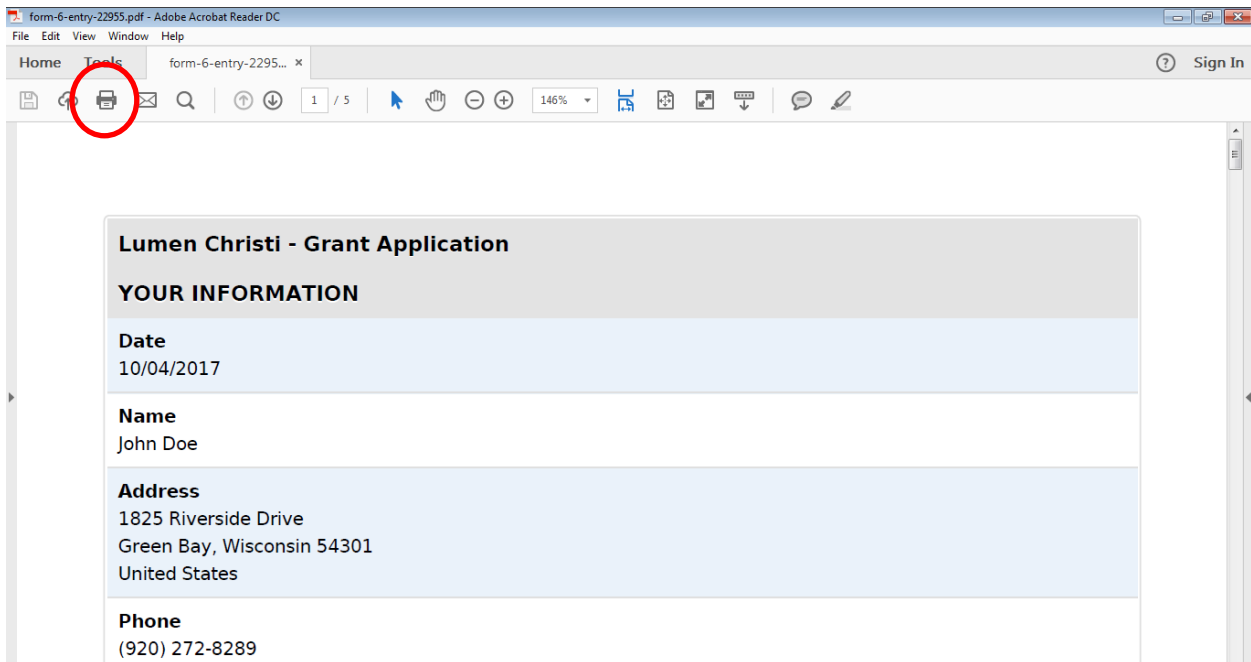 form-6-entry-22955.pdf - Adobe Acrobat Reader DC
File Edit View Window Help
Home Tools form-6-entry-2295... × Sign In
1 / 5 146%
Lumen Christi - Grant Application
YOUR INFORMATION
Date
10/04/2017
Name
John Doe
Address
1825 Riverside Drive
Green Bay, Wisconsin 54301
United States
Phone
(920) 272-8289